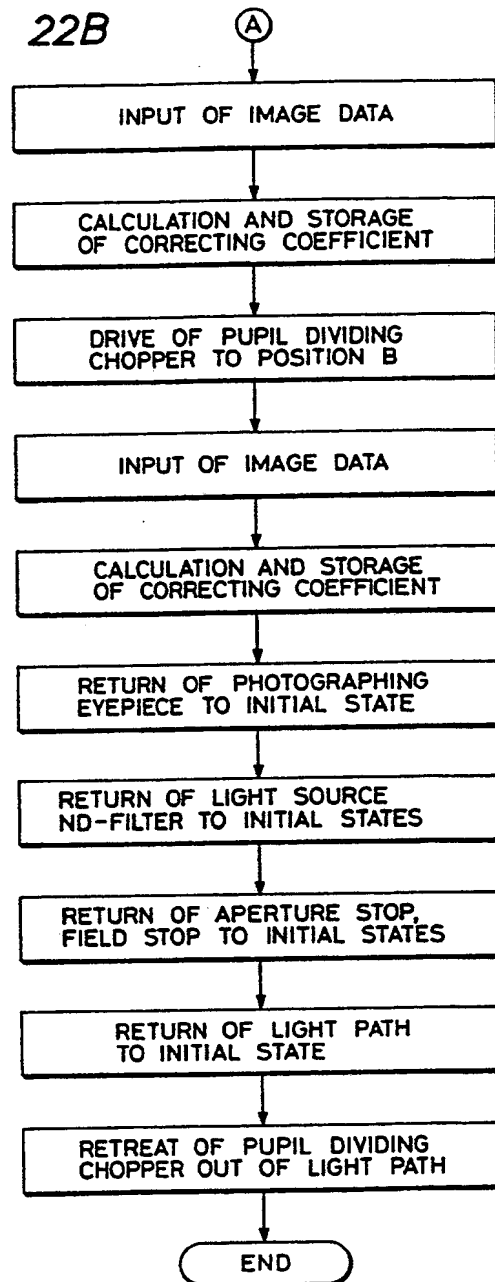 22B
A
INPUT OF IMAGE DATA
CALCULATION AND STORAGE
OF CORRECTING COEFFICIENT
DRIVE OF PUPIL DIVIDING
CHOPPER TO POSITION B
INPUT OF IMAGE DATA
CALCULATION AND STORAGE
OF CORRECTING COEFFICIENT
RETURN OF PHOTOGRAPHING
EYEPIECE TO INITIAL STATE
RETURN OF LIGHT SOURCE
ND-FILTER TO INITIAL STATES
RETURN OF APERTURE STOP,
FIELD STOP TO INITIAL STATES
RETURN OF LIGHT PATH
TO INITIAL STATE
RETREAT OF PUPIL DIVIDING
CHOPPER OUT OF LIGHT PATH
END